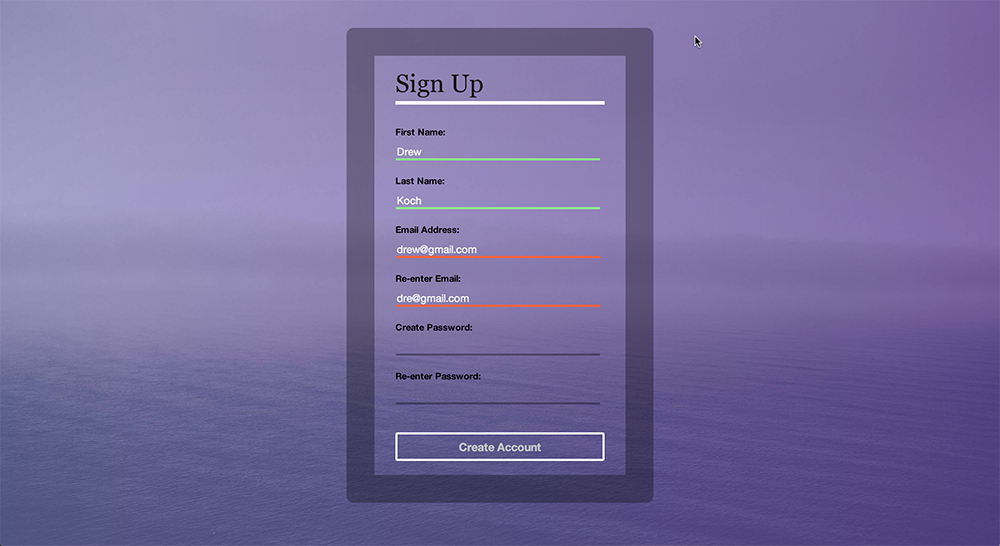 Sign Up
First Name:
Drew
Last Name:
Koch
Email Address:
drew@gmail.com
Re-enter Email:
dre@gmail.com
Create Password:
Re-enter Password:
Create Account